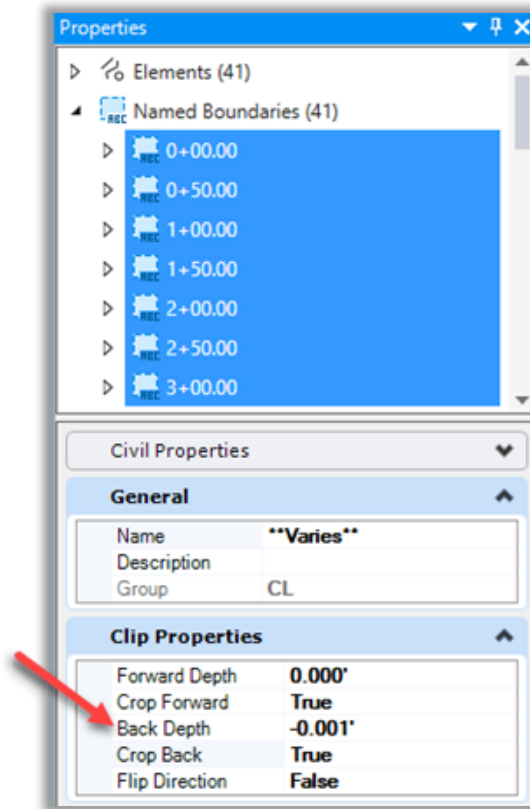 Properties
Elements (41)
Named Boundaries (41)
0+00.00
0+50.00
1+00.00
1+50.00
2+00.00
2+50.00
3+00.00
Civil Properties
General
Name **Varies**
Description
Group CL
Clip Properties
Forward Depth 0.000'
Crop Forward True
Back Depth -0.001'
Crop Back True
Flip Direction False